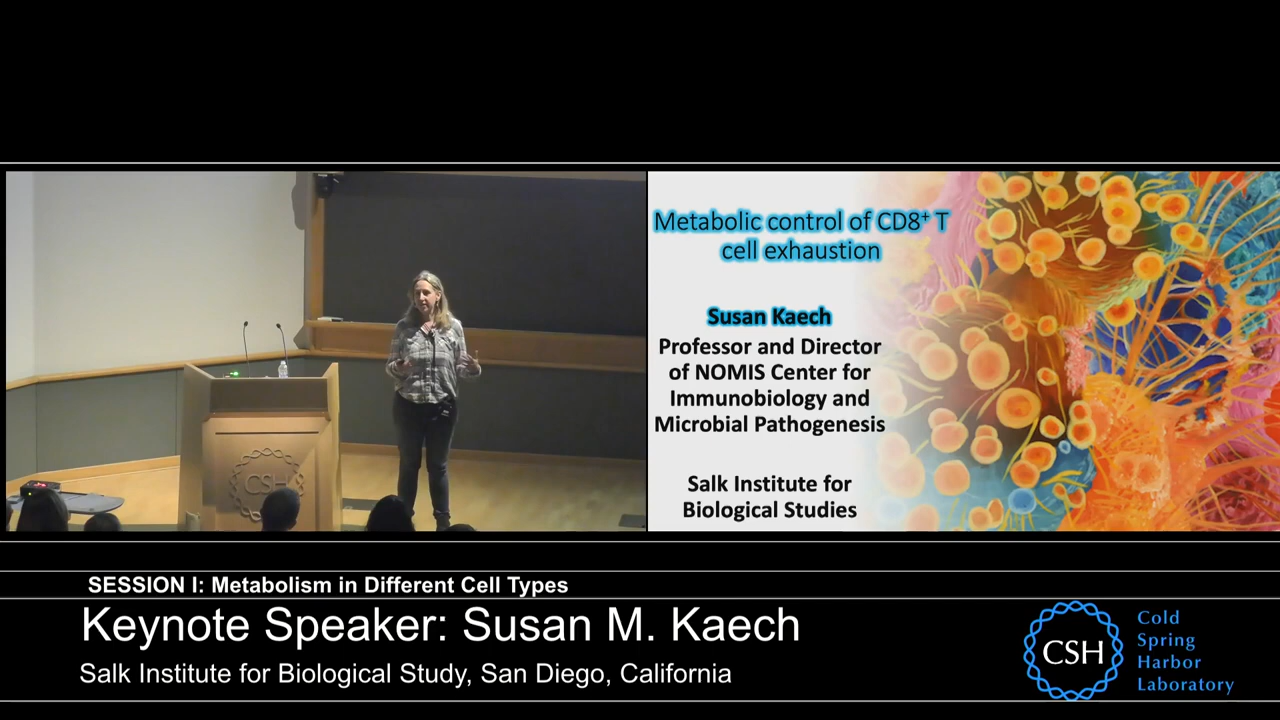 Metabolic control of CD8⁺ T
cell exhaustion
Susan Kaech
Professor and Director
of NOMIS Center for
Immunobiology and
Microbial Pathogenesis
Salk Institute for
Biological Studies
CSH
SESSION I: Metabolism in Different Cell Types
Keynote Speaker: Susan M. Kaech
Salk Institute for Biological Study, San Diego, California
CSH
Cold
Spring
Harbor
Laboratory